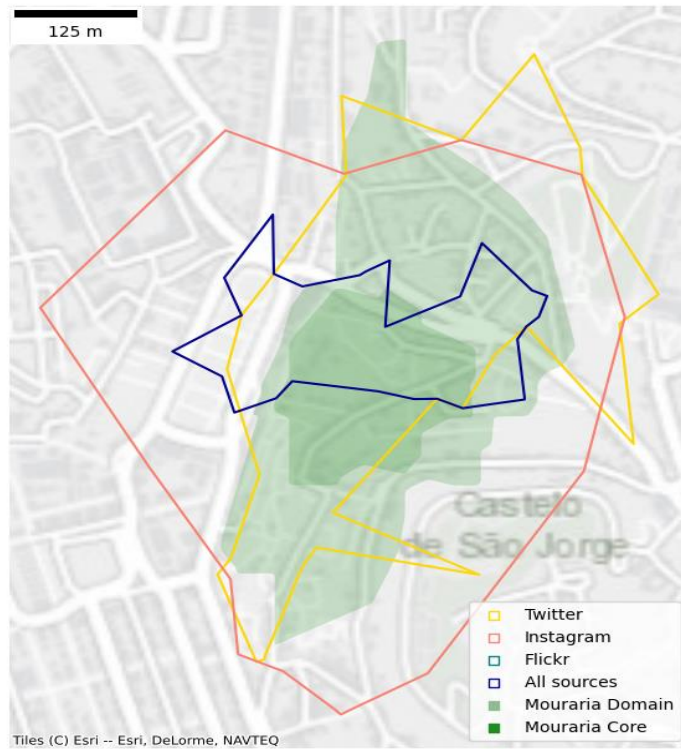 125 m
Castelo
de São Jorge
Twitter
Instagram
Flickr
All sources
Mouraria Domain
Mouraria Core
Tiles (C) Esri -- Esri, DeLorme, NAVTEQ